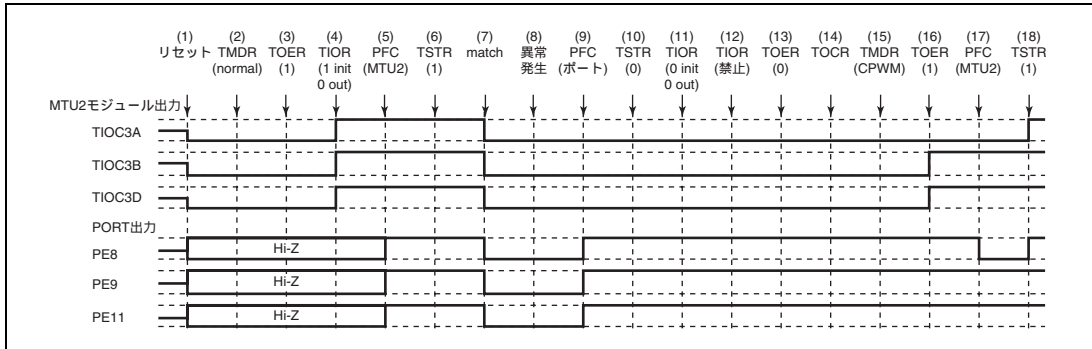 (1) (2) (3) (4) (5) (6) (7) (8) (9) (10) (11) (12) (13) (14) (15) (16) (17) (18)
リセット TMDR TOER TIOR PFC TSTR match 異常 PFC TSTR TIOR TIOR TOER TOCR TMDR TOER PFC TSTR
(normal) (1) (1 init (MTU2) (1) 発生 (ポート) (0) (0 init (禁止) (0) (CPWM) (1) (MTU2) (1)
0 out) 0 out)
MTU2モジュール出力
TIOC3A
TIOC3B
TIOC3D
PORT出力
PE8 Hi-Z
PE9 Hi-Z
PE11 Hi-Z